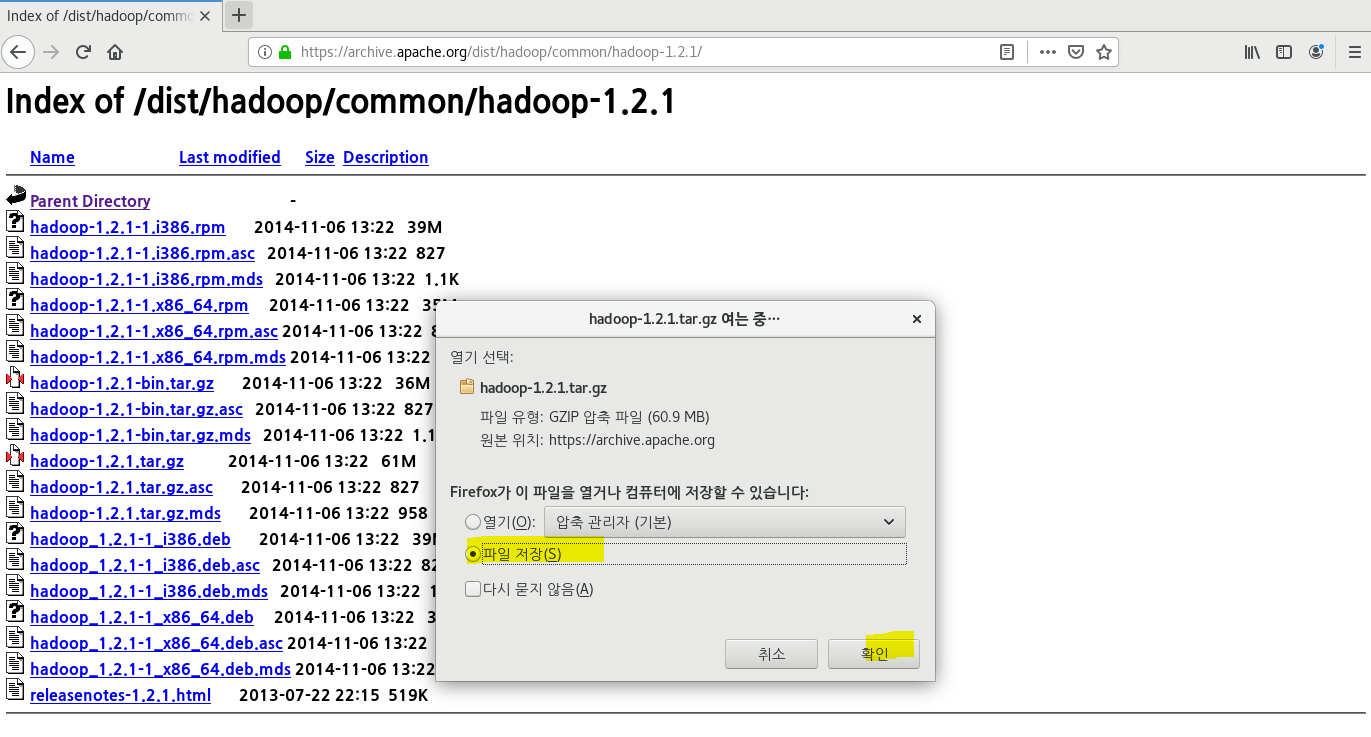 Index of /dist/hadoop/commo
https://archive.apache.org/dist/hadoop/common/hadoop-1.2.1/
Index of /dist/hadoop/common/hadoop-1.2.1
Name Last modified Size Description
Parent Directory -
hadoop-1.2.1-1.i386.rpm 2014-11-06 13:22 39M
hadoop-1.2.1-1.i386.rpm.asc 2014-11-06 13:22 827
hadoop-1.2.1-1.i386.rpm.mds 2014-11-06 13:22 1.1K
hadoop-1.2.1-1.x86_64.rpm 2014-11-06 13:22 35M
hadoop-1.2.1-1.x86_64.rpm.asc 2014-11-06 13:22
hadoop-1.2.1-1.x86_64.rpm.mds 2014-11-06 13:22
hadoop-1.2.1-bin.tar.gz 2014-11-06 13:22 36M
hadoop-1.2.1-bin.tar.gz.asc 2014-11-06 13:22 827
hadoop-1.2.1-bin.tar.gz.mds 2014-11-06 13:22 1.1
hadoop-1.2.1.tar.gz 2014-11-06 13:22 61M
hadoop-1.2.1.tar.gz.asc 2014-11-06 13:22 827
hadoop-1.2.1.tar.gz.mds 2014-11-06 13:22 958
hadoop_1.2.1-1_i386.deb 2014-11-06 13:22 39M
hadoop_1.2.1-1_i386.deb.asc 2014-11-06 13:22
hadoop_1.2.1-1_i386.deb.mds 2014-11-06 13:22
hadoop_1.2.1-1_x86_64.deb 2014-11-06 13:22
hadoop_1.2.1-1_x86_64.deb.asc 2014-11-06 13:22
hadoop_1.2.1-1_x86_64.deb.mds 2014-11-06 13:22
releasenotes-1.2.1.html 2013-07-22 22:15 519K
hadoop-1.2.1.tar.gz 여는 중…
열기 선택:
hadoop-1.2.1.tar.gz
파일 유형: GZIP 압축 파일 (60.9 MB)
원본 위치: https://archive.apache.org
Firefox가 이 파일을 열거나 컴퓨터에 저장할 수 있습니다:
열기(O): 압축 관리자 (기본)
파일 저장(S)
다시 묻지 않음(A)
취소 확인